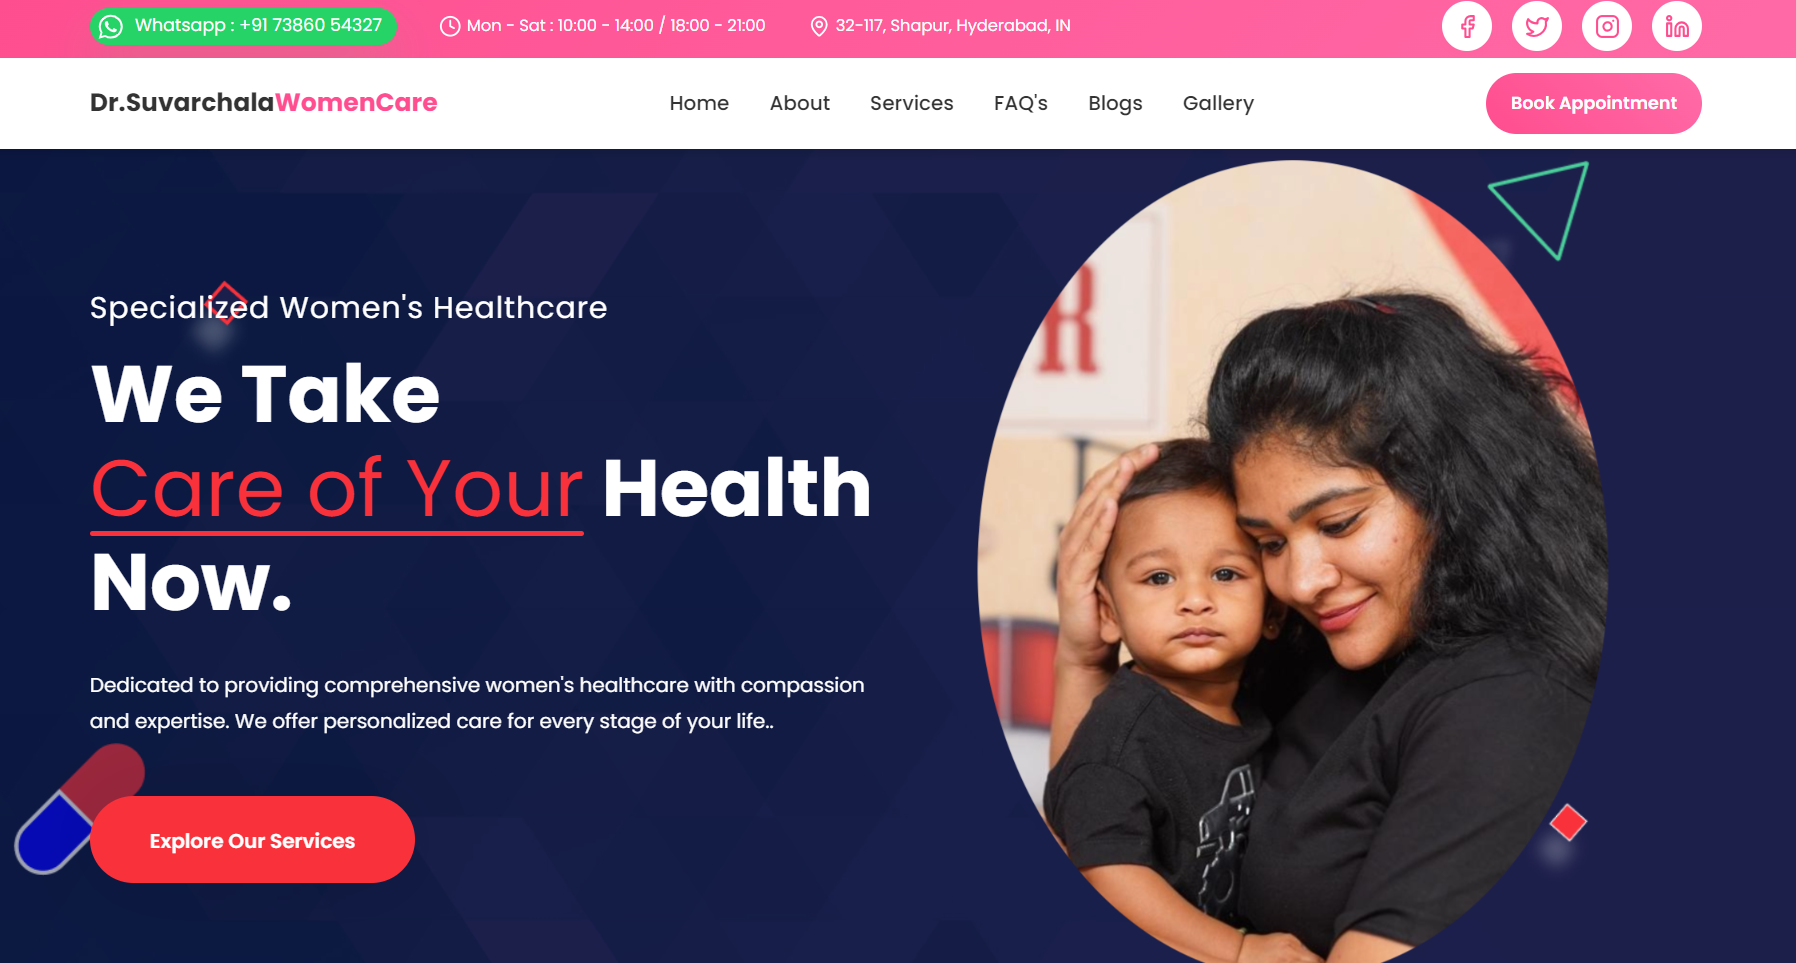 Whatsapp : +91 73860 54327
Mon - Sat : 10:00 - 14:00 / 18:00 - 21:00
32-117, Shapur, Hyderabad, IN
Dr.SuvarchalaWomenCare
Home
About
Services
FAQ's
Blogs
Gallery
Book Appointment
Specialized Women's Healthcare
We Take
Care of Your Health
Now.
Dedicated to providing comprehensive women's healthcare with compassion
and expertise. We offer personalized care for every stage of your life..
Explore Our Services
R